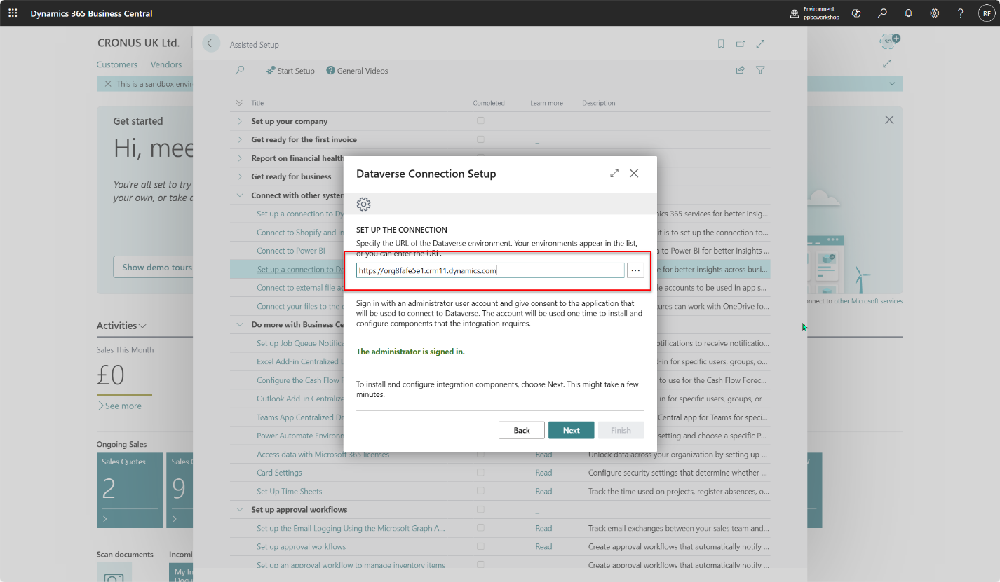 Dynamics 365 Business Central
Environment:
ppbcworkshop
RF
CRONUS UK Ltd.
Customers Vendors
This is a sandbox envir
Get started
Hi, mee
You're all set to try
your own, or take a
Show demo tours
Activities
Sales This Month
£0
See more
Ongoing Sales
Sales Quotes
2
Sales
9
Scan documents
Incomi
My In
Docu
Assisted Setup
Start Setup General Videos
Title Completed Learn more Description
Set up your company _
Get ready for the first invoice _
Report on financial health
Get ready for business
Connect with other system
Set up a connection to Dy
Connect to Shopify and in
Connect to Power BI
Set up a connection to Da
Connect to external file ac
Connect your files to the c
Do more with Business Ce
Set up Job Queue Notifica
Excel Add-in Centralized D
Configure the Cash Flow F
Outlook Add-in Centralize
Teams App Centralized De
Power Automate Environm
Access data with Microsoft 365 licenses Read Unlock data across your organization by setting up ...
Card Settings Read Configure security settings that determine whether ...
Set Up Time Sheets Read Track the time used on projects, register absences, o...
Set up approval workflows _
Set up the Email Logging Using the Microsoft Graph A... Read Track email exchanges between your sales team and...
Set up approval workflows Read Create approval workflows that automatically notify ...
Set up an approval workflow to manage inventory items Create approval workflows that automatically notify ...
Dataverse Connection Setup
SET UP THE CONNECTION
Specify the URL of the Dataverse environment. Your environments appear in the list,
or you can enter the URL.
https://org8fafe5e1.crm11.dynamics.com
...
Sign in with an administrator user account and give consent to the application that
will be used to connect to Dataverse. The account will be used one time to install and
configure components that the integration requires.
The administrator is signed in.
To install and configure integration components, choose Next. This might take a few
minutes.
Back Next Finish
mics 365 services for better insig...
it is to set up the connection to...
a to Power BI for better insights ...
e for better insights across busi...
le accounts to be used in app s...
ures can work with OneDrive fo...
otifications to receive notificatio...
d-in for specific users, groups, o...
to use for the Cash Flow Forec...
-in for specific users, groups, or ...
Central app for Teams for speci...
setting and choose a specific P...
SO
onnect to other Microsoft services